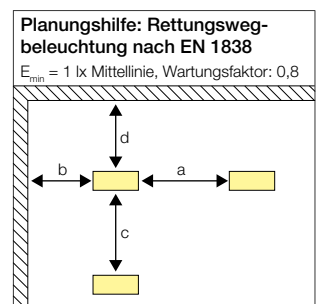 Planungshilfe: Rettungsweg-
beleuchtung nach EN 1838
Emin = 1 lx Mittellinie, Wartungsfaktor: 0,8
d
b
a
c